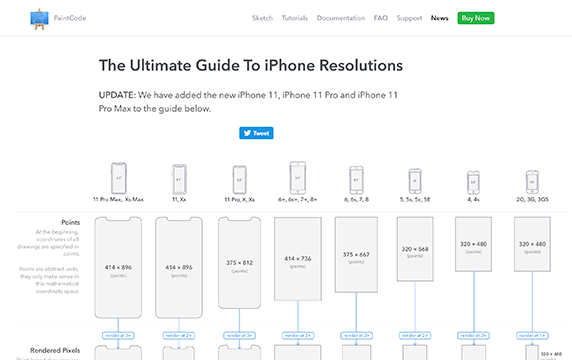 PaintCode
Sketch Tutorials Documentation FAQ Support News Buy Now
The Ultimate Guide To iPhone Resolutions
UPDATE: We have added the new iPhone 11, iPhone 11 Pro and iPhone 11
Pro Max to the guide below.
Tweet
11 Pro Max, Xs Max
11, Xʀ
11 Pro, X, Xs
6+, 6s+, 7+, 8+
6, 6s, 7, 8
5, 5s, 5c, SE
4, 4s
2G, 3G, 3GS
Points
At the beginning,
coordinates of all
drawings are specified in
points.
Points are abstract units,
they only make sense in
this mathematical
coordinate space.
414 × 896
(points)
414 × 896
(points)
375 × 812
(points)
414 × 736
(points)
375 × 667
(points)
320 × 568
(points)
320 × 480
(points)
320 × 480
(points)
render at 3×
render at 2×
render at 3×
render at 3×
render at 2×
render at 2×
render at 2×
render at 1×
Rendered Pixels
320 × 480